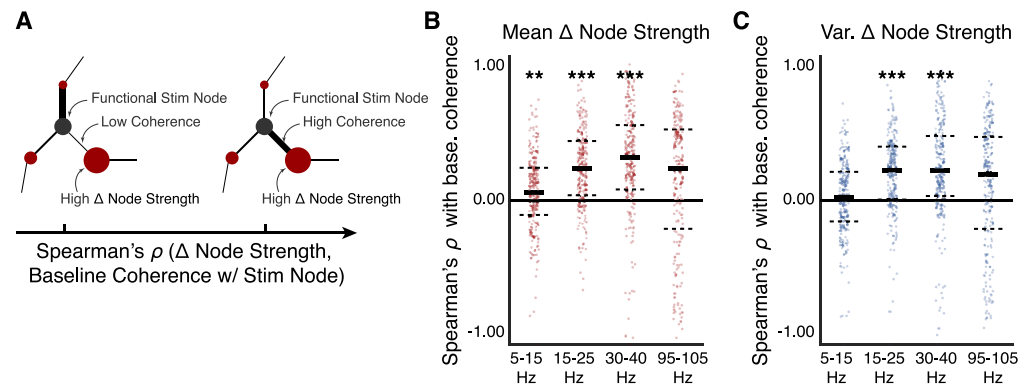 A
Functional Stim Node
Low Coherence
High Δ Node Strength
Functional Stim Node
High Coherence
High Δ Node Strength
Spearman's ρ (Δ Node Strength,
Baseline Coherence w/ Stim Node)
B
Mean Δ Node Strength
Spearman's ρ with base. coherence
1.00
0.00
-1.00
** *** ***
5-15 15-25 30-40 95-105
Hz Hz Hz Hz
C
Var. Δ Node Strength
Spearman's ρ with base. coherence
1.00
0.00
-1.00
*** ***
5-15 15-25 30-40 95-105
Hz Hz Hz Hz